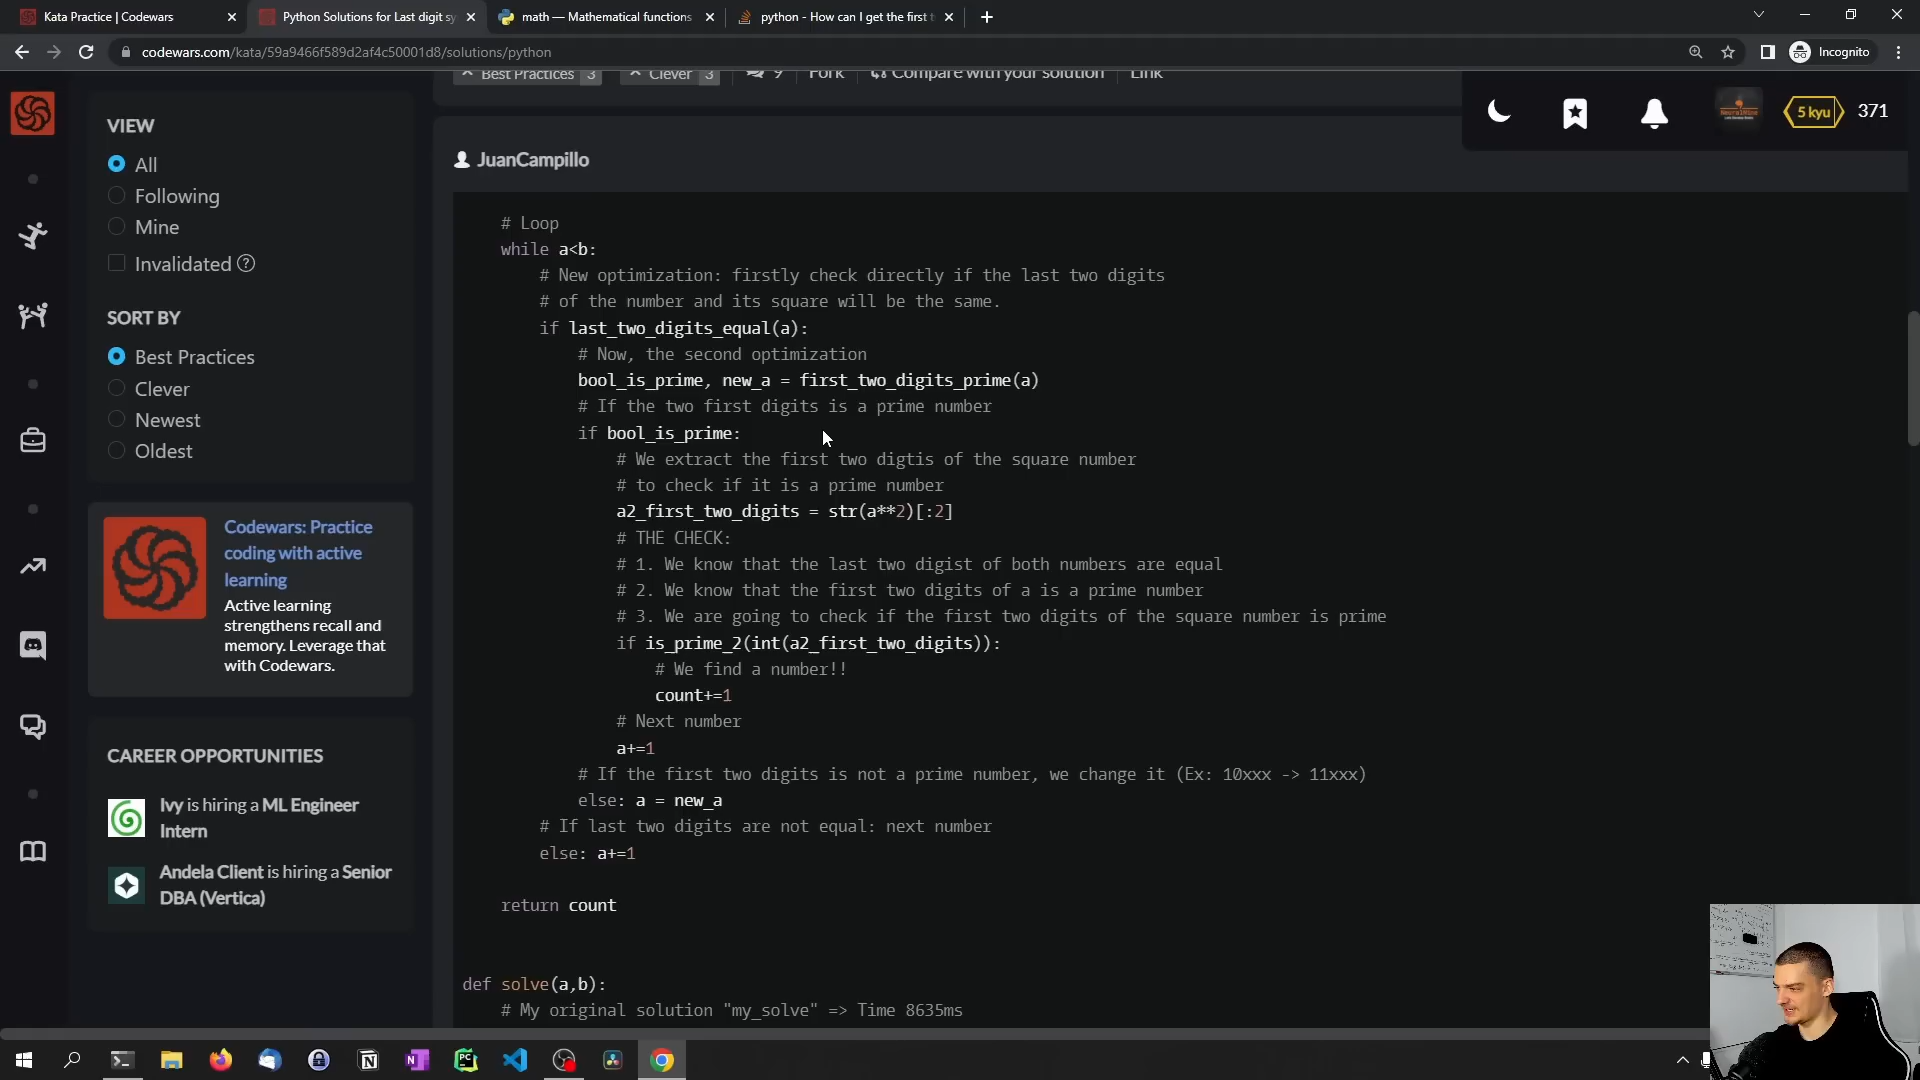 Kata Practice | Codewars
Python Solutions for Last digit sy
math — Mathematical functions
python - How can I get the first t
codewars.com/kata/59a9466f589d2af4c50001d8/solutions/python
Incognito
Best Practices 3
Clever 3
9
Fork
Compare with your solution
Link
5 kyu
371
VIEW
All
Following
Mine
Invalidated
SORT BY
Best Practices
Clever
Newest
Oldest
Codewars: Practice
coding with active
learning
Active learning
strengthens recall and
memory. Leverage that
with Codewars.
CAREER OPPORTUNITIES
Ivy is hiring a ML Engineer
Intern
Andela Client is hiring a Senior
DBA (Vertica)
JuanCampillo
# Loop
while a<b:
# New optimization: firstly check directly if the last two digits
# of the number and its square will be the same.
if last_two_digits_equal(a):
# Now, the second optimization
bool_is_prime, new_a = first_two_digits_prime(a)
# If the two first digits is a prime number
if bool_is_prime:
# We extract the first two digtis of the square number
# to check if it is a prime number
a2_first_two_digits = str(a**2)[:2]
# THE CHECK:
# 1. We know that the last two digist of both numbers are equal
# 2. We know that the first two digits of a is a prime number
# 3. We are going to check if the first two digits of the square number is prime
if is_prime_2(int(a2_first_two_digits)):
# We find a number!!
count+=1
# Next number
a+=1
# If the first two digits is not a prime number, we change it (Ex: 10xxx -> 11xxx)
else: a = new_a
# If last two digits are not equal: next number
else: a+=1
return count
def solve(a,b):
# My original solution "my_solve" => Time 8635ms